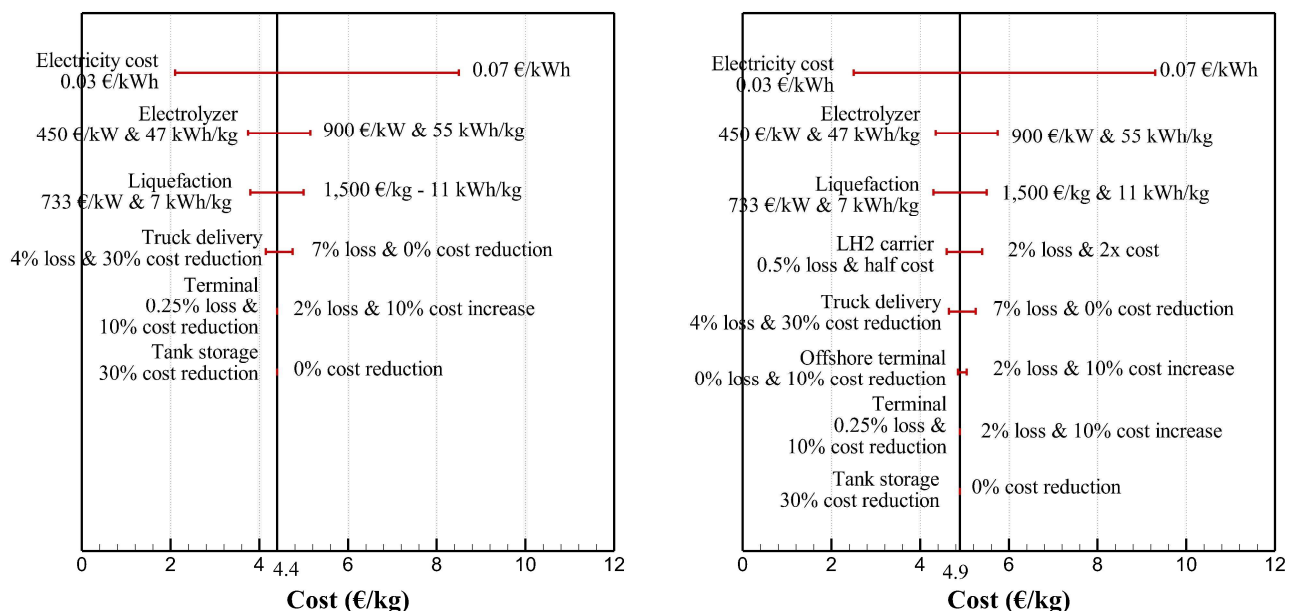 Electricity cost
0.03 €/kWh
0.07 €/kWh
Electrolyzer
450 €/kW & 47 kWh/kg
900 €/kW & 55 kWh/kg
Liquefaction
733 €/kW & 7 kWh/kg
1,500 €/kg - 11 kWh/kg
Truck delivery
4% loss & 30% cost reduction
7% loss & 0% cost reduction
Terminal
0.25% loss &
10% cost reduction
2% loss & 10% cost increase
Tank storage
30% cost reduction
0% cost reduction
0 2 4 6 8 10 12
4.4
Cost (€/kg)
Electricity cost
0.03 €/kWh
0.07 €/kWh
Electrolyzer
450 €/kW & 47 kWh/kg
900 €/kW & 55 kWh/kg
Liquefaction
733 €/kW & 7 kWh/kg
1,500 €/kg & 11 kWh/kg
LH2 carrier
0.5% loss & half cost
2% loss & 2x cost
Truck delivery
4% loss & 30% cost reduction
7% loss & 0% cost reduction
Offshore terminal
0% loss & 10% cost reduction
2% loss & 10% cost increase
Terminal
0.25% loss &
10% cost reduction
2% loss & 10% cost increase
Tank storage
30% cost reduction
0% cost reduction
0 2 4 6 8 10 12
4.9
Cost (€/kg)